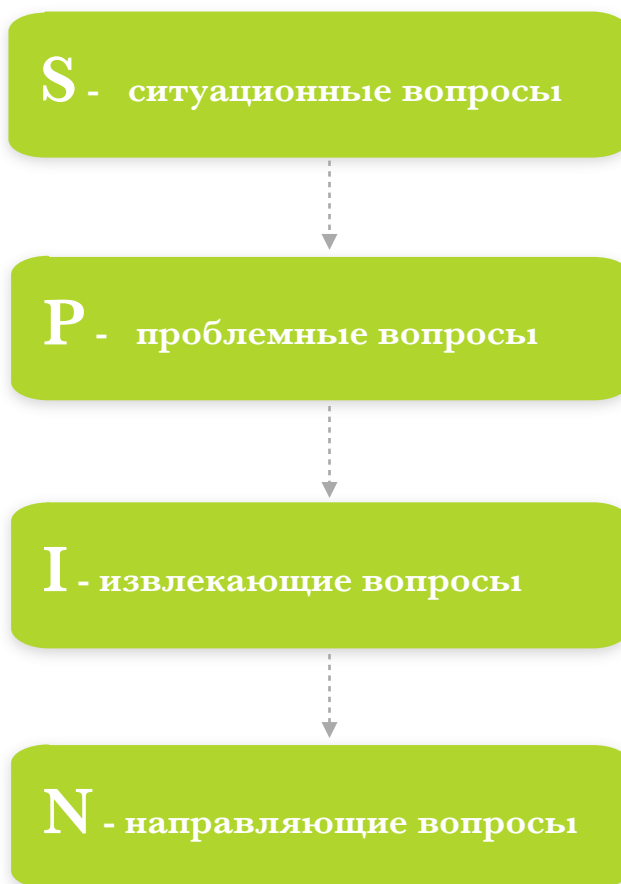 S - ситуационные вопросы
P - проблемные вопросы
I - извлекающие вопросы
N - направляющие вопросы